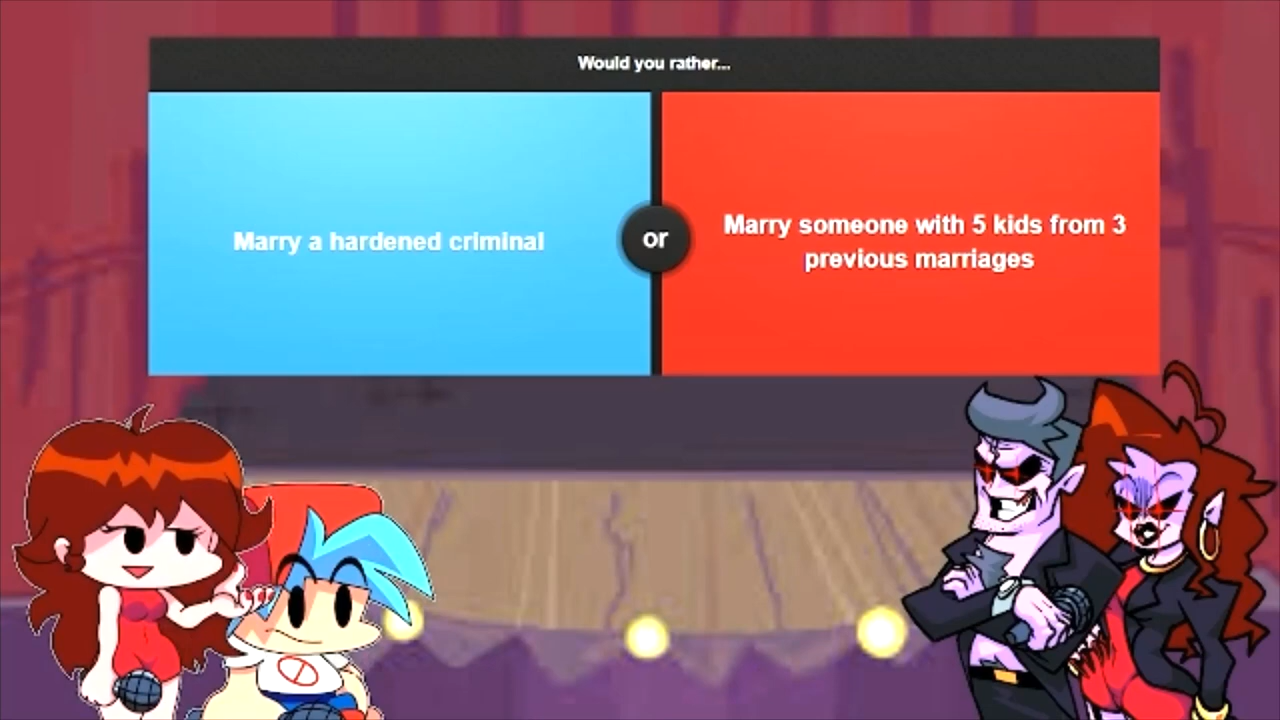 Would you rather...
Marry a hardened criminal
or
Marry someone with 5 kids from 3
previous marriages